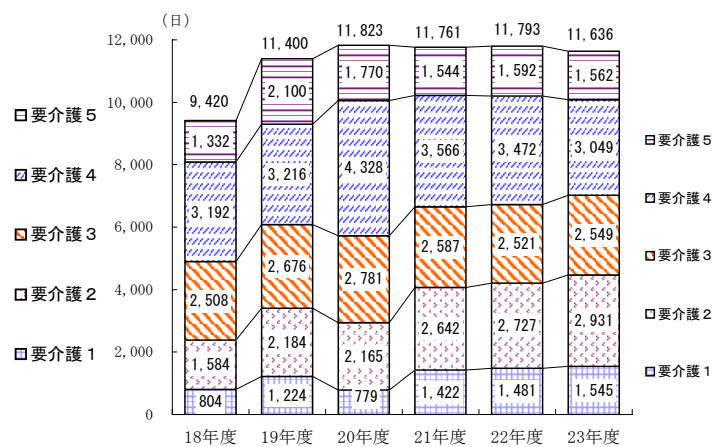 (日)
12,000
10,000
8,000
6,000
4,000
2,000
0
要介護５
要介護４
要介護３
要介護２
要介護１
9,420
11,400
11,823
11,761
11,793
11,636
1,332
2,100
1,770
1,544
1,592
1,562
3,192
3,216
4,328
3,566
3,472
3,049
2,508
2,676
2,781
2,587
2,521
2,549
1,584
2,184
2,165
2,642
2,727
2,931
804
1,224
779
1,422
1,481
1,545
18年度
19年度
20年度
21年度
22年度
23年度
要介護５
要介護４
要介護３
要介護２
要介護１